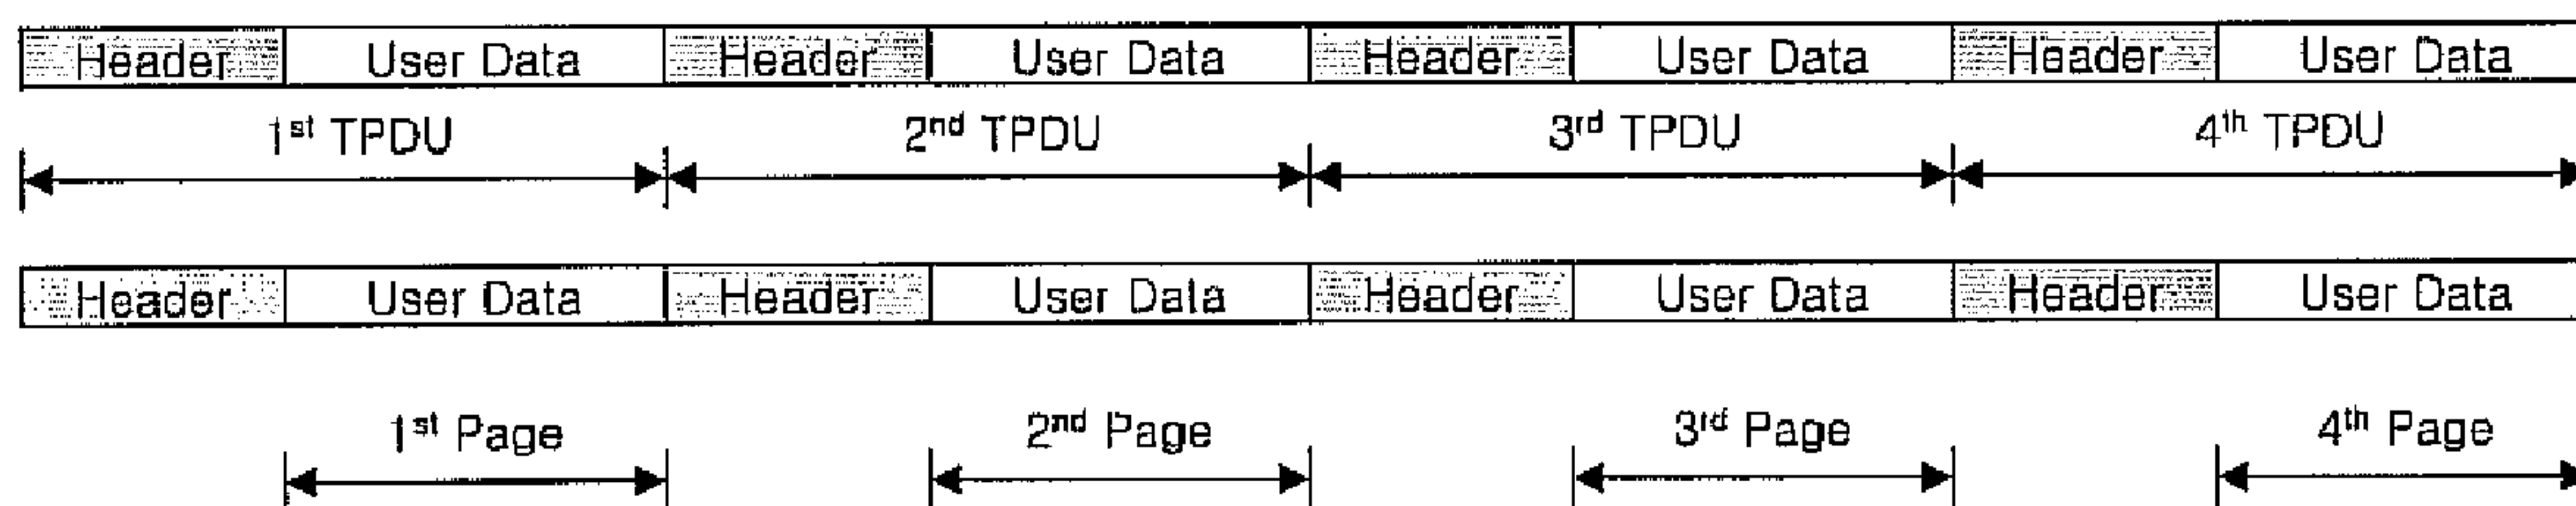 Header User Data Header User Data Header User Data Header User Data
1st TPDU 2nd TPDU 3rd TPDU 4th TPDU
Header User Data Header User Data Header User Data Header User Data
1st Page 2nd Page 3rd Page 4th Page